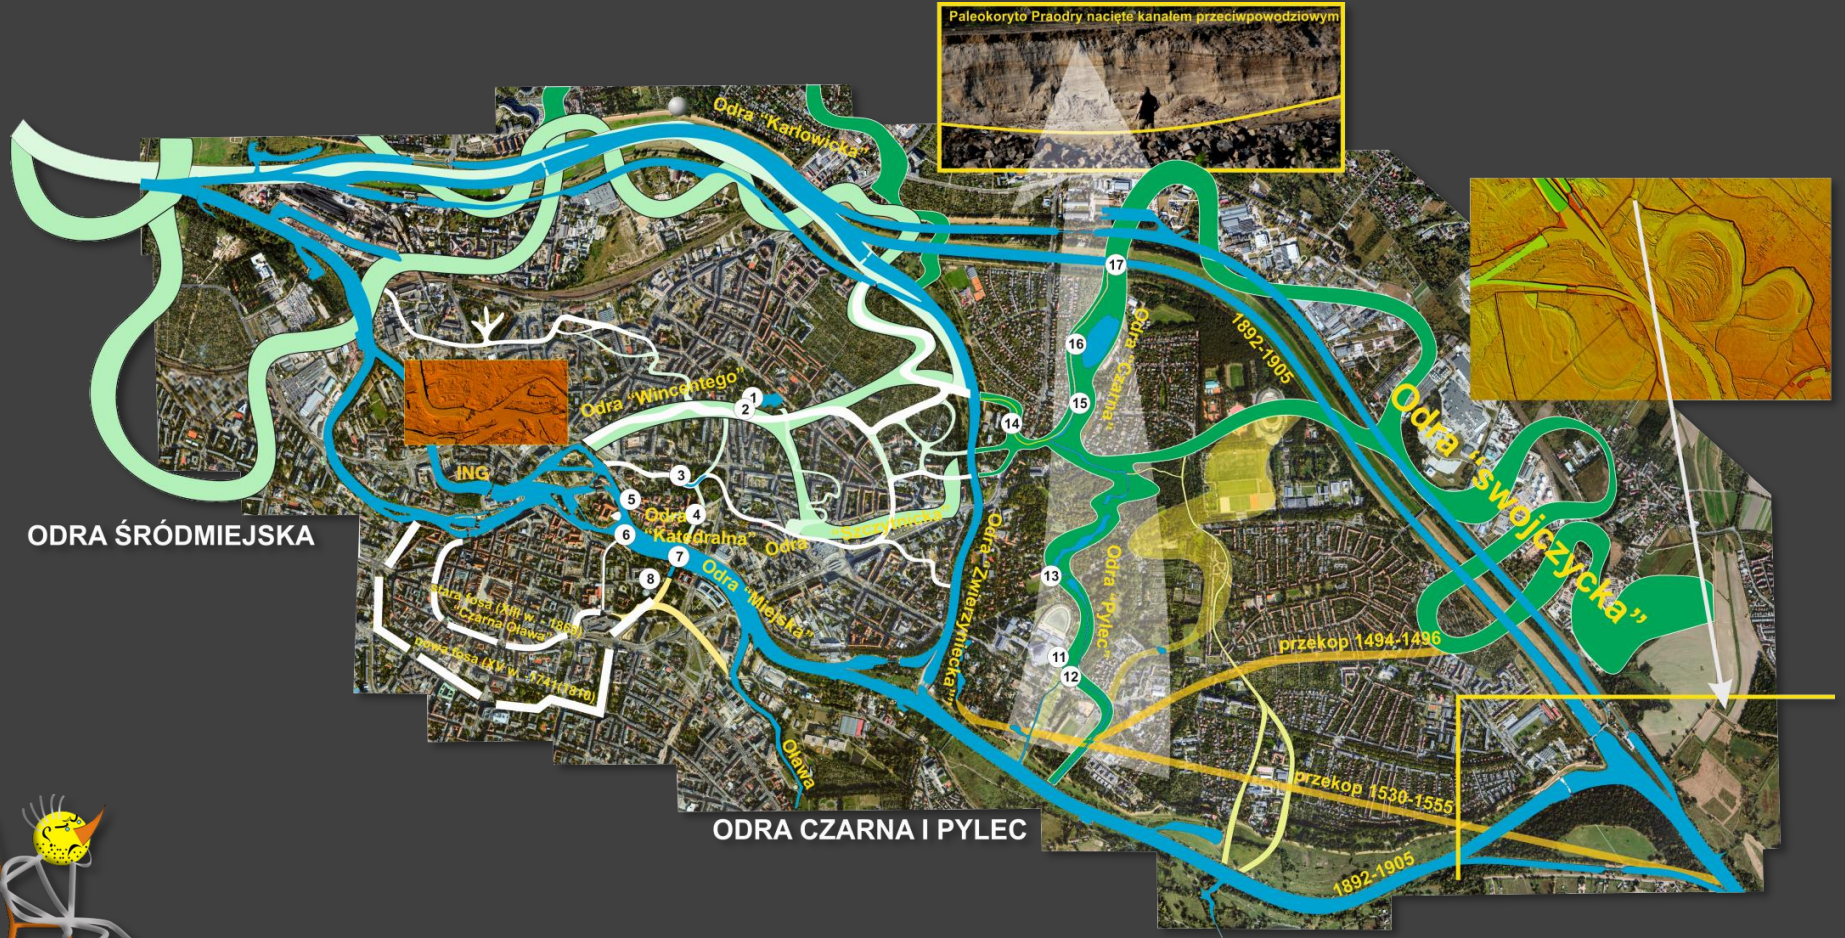 Paleokoryto Praodry nacięte kanałem przeciwpowodziowym
Odra "Karłowicka"
17
1892-1905
Odra "Czarna"
16
15
14
Odra "swojczycka"
Odra "Wincentego"
1
2
ING
3
5
4
Odra
"Katedralna"
6
7
8
Odra "Szczytnicka"
Odra "Miejska"
Odra "Zwierzyniecka"
ODRA ŚRÓDMIEJSKA
13
Odra "Pylec"
stara fosa (XIII w. - 1869)
"Czarna Oława"
nowa fosa (XV w. - 1741(1810)
przekop 1494-1496
11
12
Oława
przekop 1530-1555
ODRA CZARNA I PYLEC
1892-1905